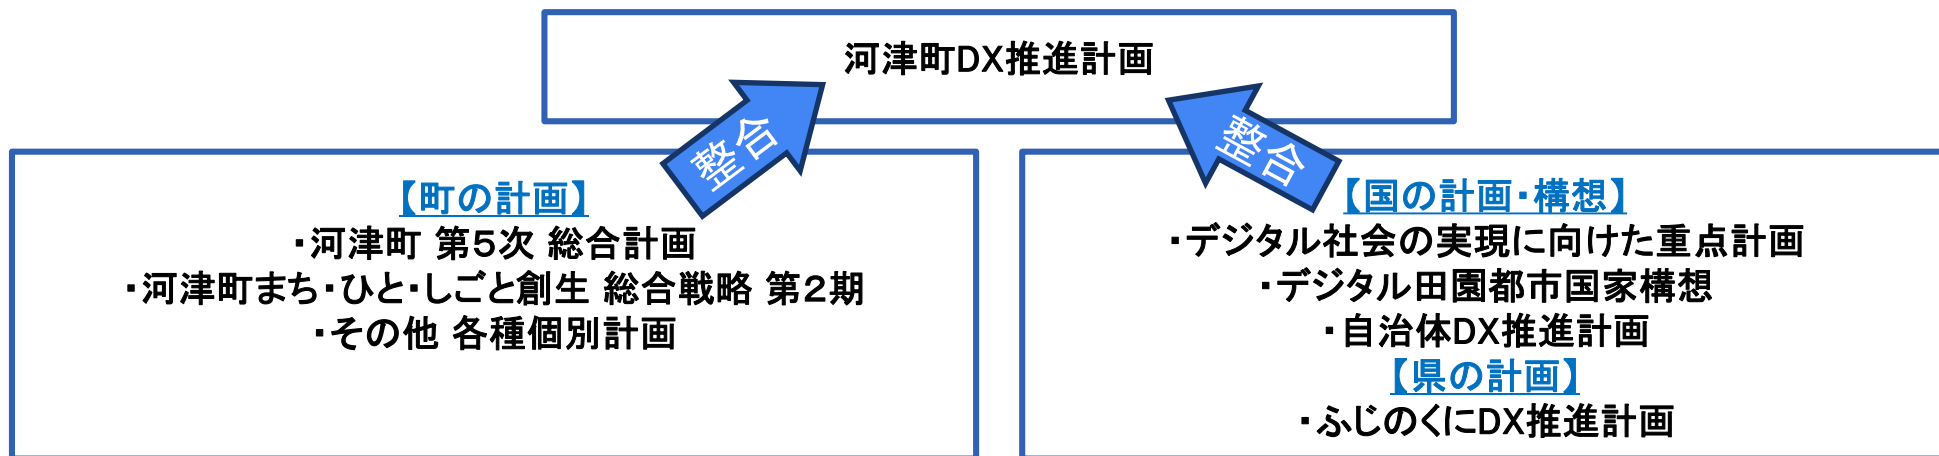 河津町DX推進計画
整合
整合
【町の計画】
・河津町 第5次 総合計画
・河津町まち・ひと・しごと創生 総合戦略 第2期
・その他 各種個別計画
【国の計画・構想】
・デジタル社会の実現に向けた重点計画
・デジタル田園都市国家構想
・自治体DX推進計画
【県の計画】
・ふじのくにDX推進計画